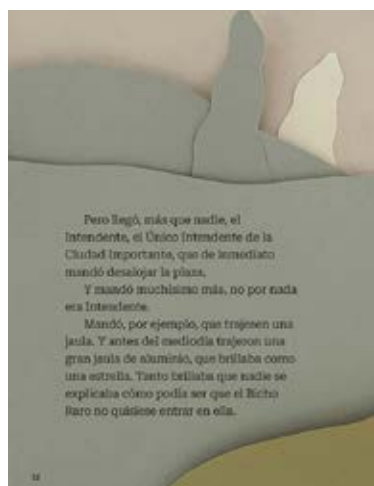 Pero llegó, más que nadie, el
Intendente, el Único Intendente de la
Ciudad Importante, que de inmediato
mandó desalojar la plaza.
Y mandó muchísimo más, no por nada
era Intendente.
Mandó, por ejemplo, que trajesen una
jaula. Y antes del mediodía trajeron una
gran jaula de aluminio, que brillaba como
una estrella. Tanto brillaba que nadie se
explicaba cómo podía ser que el Bicho
Raro no quisiese entrar en ella.